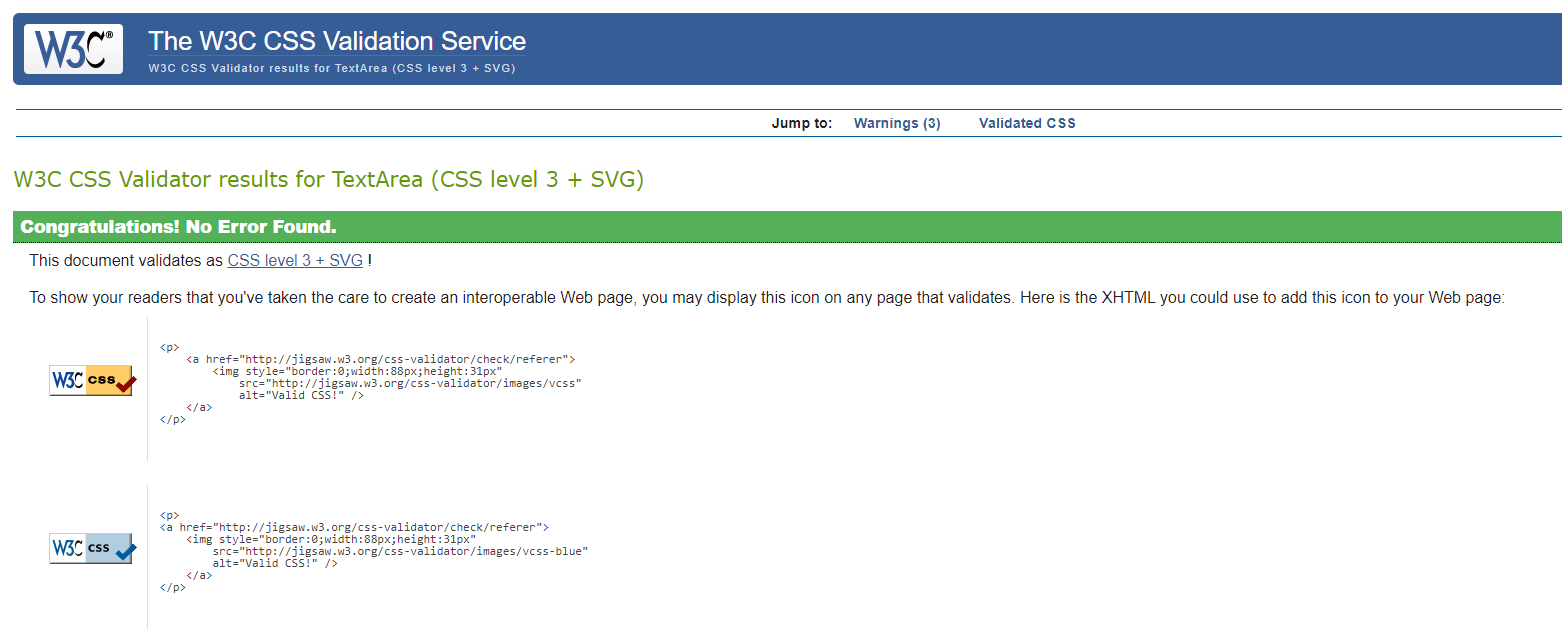 W3C® The W3C CSS Validation Service
W3C CSS Validator results for TextArea (CSS level 3 + SVG)
Jump to: Warnings (3) Validated CSS
W3C CSS Validator results for TextArea (CSS level 3 + SVG)
Congratulations! No Error Found.
This document validates as CSS level 3 + SVG !
To show your readers that you've taken the care to create an interoperable Web page, you may display this icon on any page that validates. Here is the XHTML you could use to add this icon to your Web page:
W3C css
<p>
    <a href="http://jigsaw.w3.org/css-validator/check/referer">
        <img style="border:0;width:88px;height:31px"
            src="http://jigsaw.w3.org/css-validator/images/vcss"
            alt="Valid CSS!" />
    </a>
</p>
W3C css
<p>
<a href="http://jigsaw.w3.org/css-validator/check/referer">
    <img style="border:0;width:88px;height:31px"
        src="http://jigsaw.w3.org/css-validator/images/vcss-blue"
        alt="Valid CSS!" />
    </a>
</p>